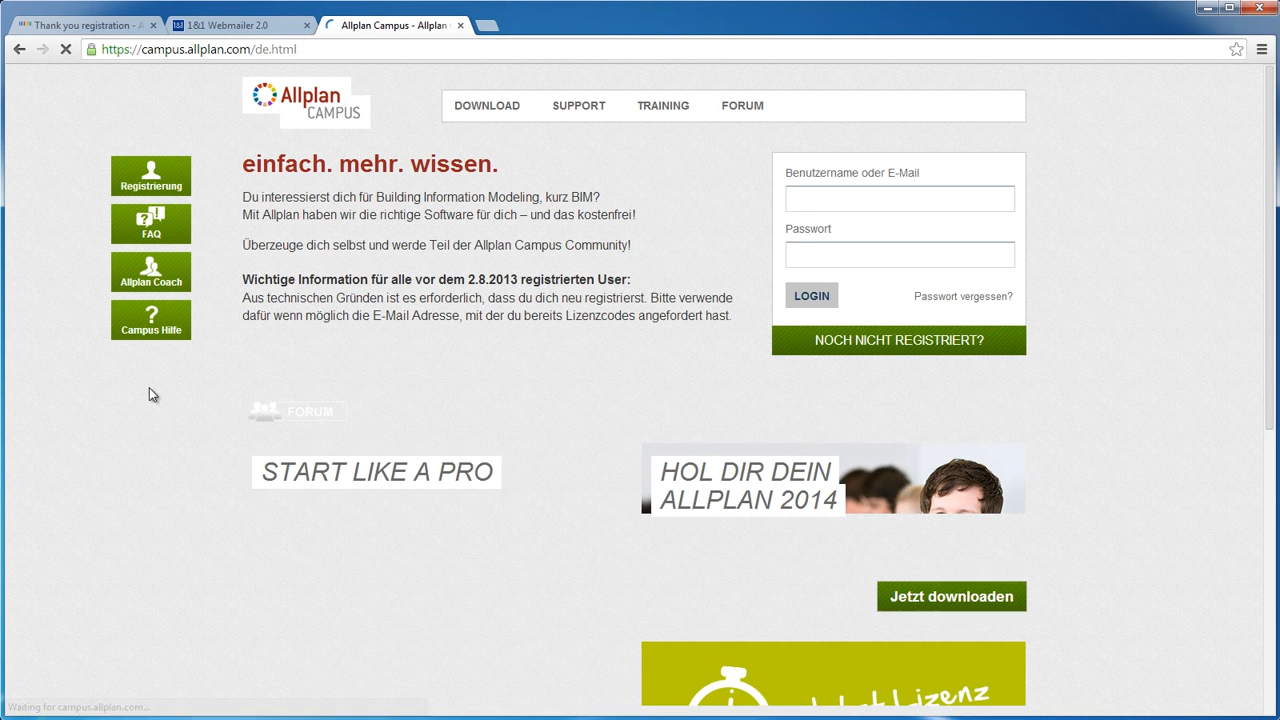 Thank you registration - A
1&1 Webmailer 2.0
Allplan Campus - Allplan
https://campus.allplan.com/de.html
Allplan
CAMPUS
DOWNLOAD
SUPPORT
TRAINING
FORUM
Registrierung
FAQ
Allplan Coach
Campus Hilfe
einfach. mehr. wissen.
Du interessierst dich für Building Information Modeling, kurz BIM?
Mit Allplan haben wir die richtige Software für dich – und das kostenfrei!
Überzeuge dich selbst und werde Teil der Allplan Campus Community!
Wichtige Information für alle vor dem 2.8.2013 registrierten User:
Aus technischen Gründen ist es erforderlich, dass du dich neu registrierst. Bitte verwende
dafür wenn möglich die E-Mail Adresse, mit der du bereits Lizenzcodes angefordert hast.
Benutzername oder E-Mail
Passwort
LOGIN
Passwort vergessen?
NOCH NICHT REGISTRIERT?
FORUM
START LIKE A PRO
HOL DIR DEIN
ALLPLAN 2014
Jetzt downloaden
Lizenz
Waiting for campus.allplan.com...